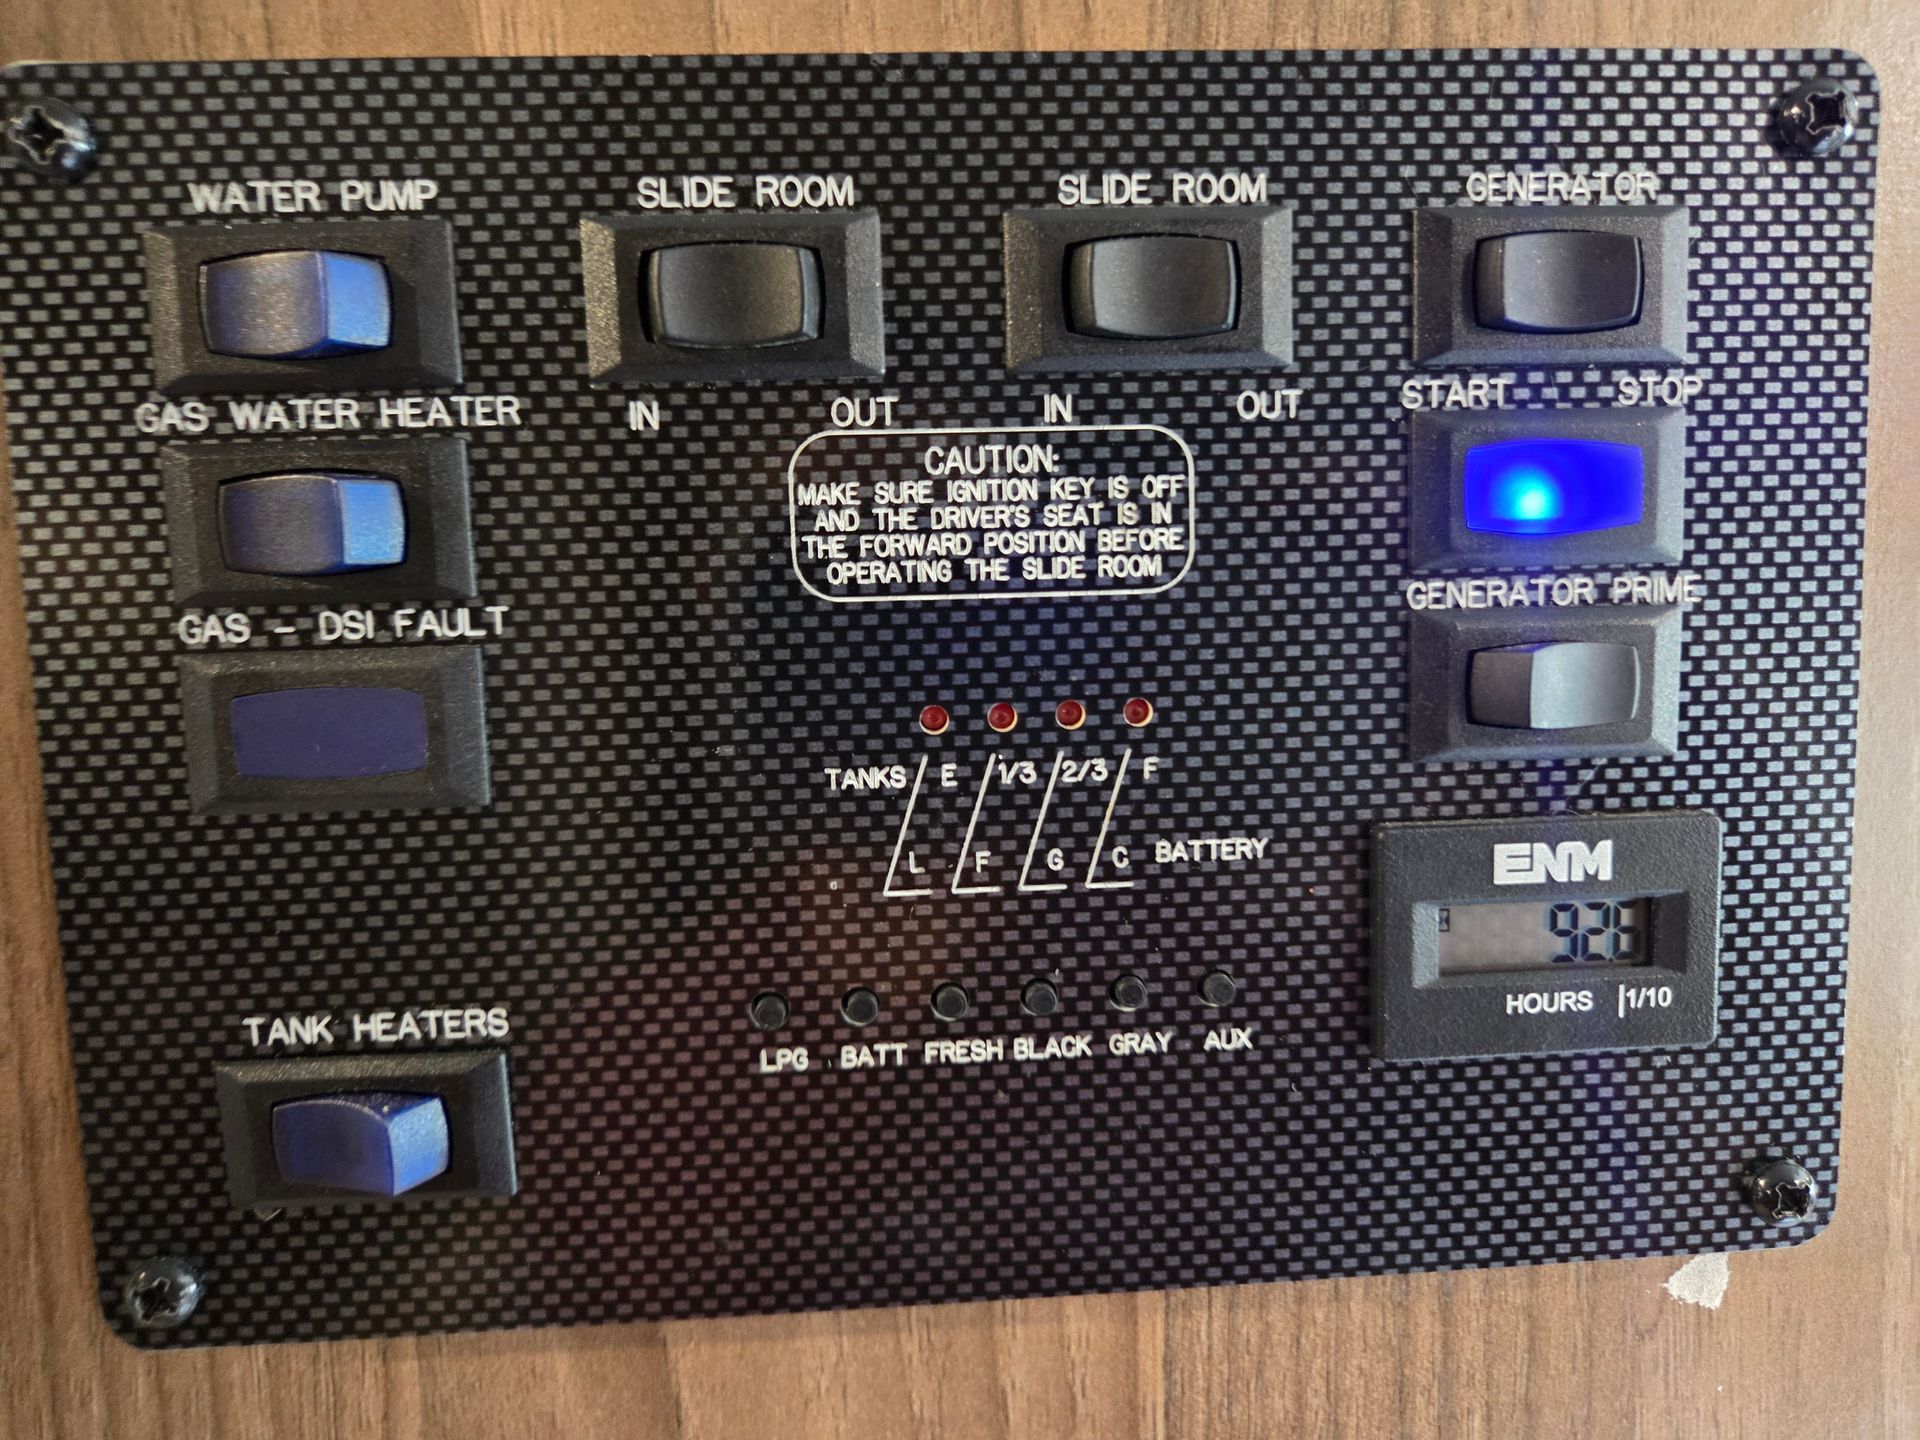 WATER PUMP
SLIDE ROOM
SLIDE ROOM
GENERATOR
IN
OUT
IN
OUT
START
STOP
GAS WATER HEATER
CAUTION:
MAKE SURE IGNITION KEY IS OFF
AND THE DRIVER'S SEAT IS IN
THE FORWARD POSITION BEFORE
OPERATING THE SLIDE ROOM
GENERATOR PRIME
GAS - DSI FAULT
TANKS E 1/3 2/3 F
L F G C BATTERY
ENM
926
HOURS 1/10
TANK HEATERS
LPG BATT FRESH BLACK GRAY AUX